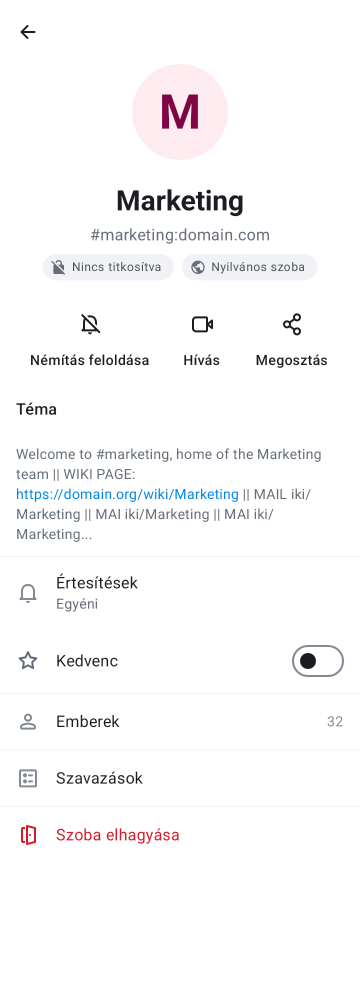 M
Marketing
#marketing:domain.com
Nincs titkosítva
Nyilvános szoba
Némítás feloldása
Hívás
Megosztás
Téma
Welcome to #marketing, home of the Marketing
team || WIKI PAGE:
https://domain.org/wiki/Marketing || MAIL iki/
Marketing || MAI iki/Marketing || MAI iki/
Marketing...
Értesítések
Egyéni
Kedvenc
Emberek
32
Szavazások
Szoba elhagyása